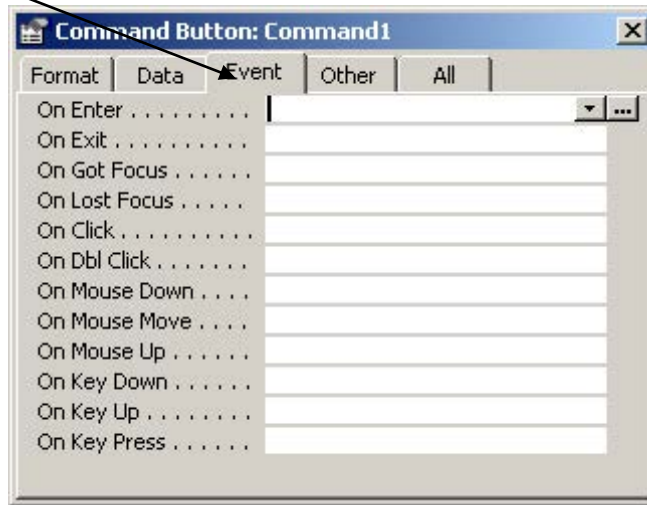 Command Button: Command1
Format Data Event Other All
On Enter . . . . . . . . .
On Exit . . . . . . . . . .
On Got Focus . . . . . .
On Lost Focus . . . . .
On Click . . . . . . . . . .
On Dbl Click . . . . . . .
On Mouse Down . . . .
On Mouse Move . . . .
On Mouse Up . . . . . .
On Key Down . . . . . .
On Key Up . . . . . . . .
On Key Press . . . . . .